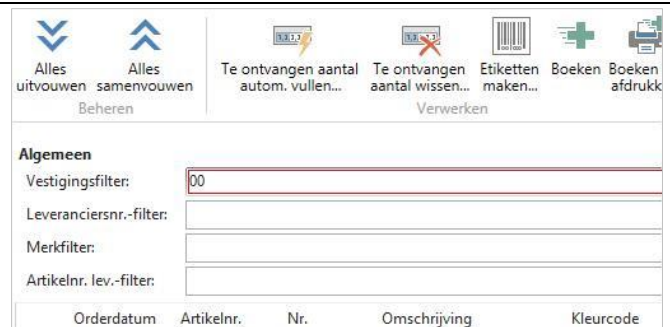 Alles Alles Te ontvangen aantal Te ontvangen Etiketten Boeken Boeken
uitvouwen samenvouwen autom. vullen... aantal wissen... maken... afdrukk
Beheren Verwerken
Algemeen
Vestigingsfilter: 00
Leveranciersnr.-filter:
Merkfilter:
Artikelnr. lev.-filter:
Orderdatum Artikelnr. Nr. Omschrijving Kleurcode